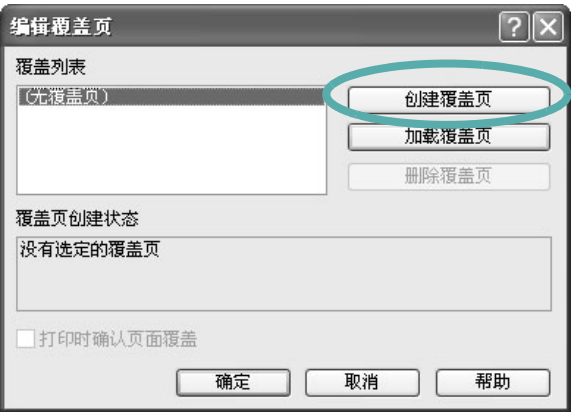 编辑覆盖页
覆盖列表
(无覆盖页)
创建覆盖页
加载覆盖页
删除覆盖页
覆盖页创建状态
没有选定的覆盖页
打印时确认页面覆盖
确定 取消 帮助